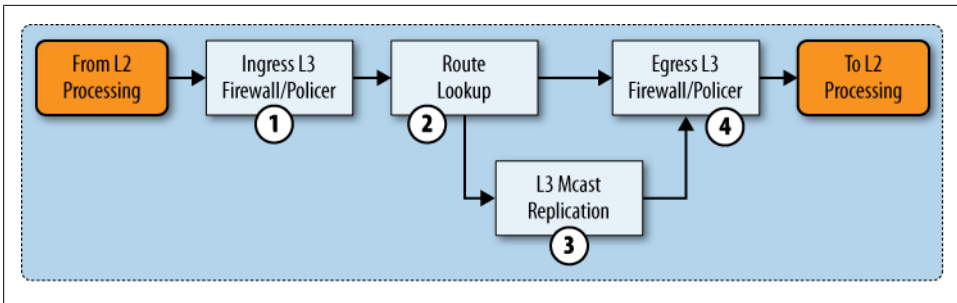 From L2
Processing
Ingress L3
Firewall/Policer
1
Route
Lookup
2
Egress L3
Firewall/Policer
4
To L2
Processing
L3 Mcast
Replication
3